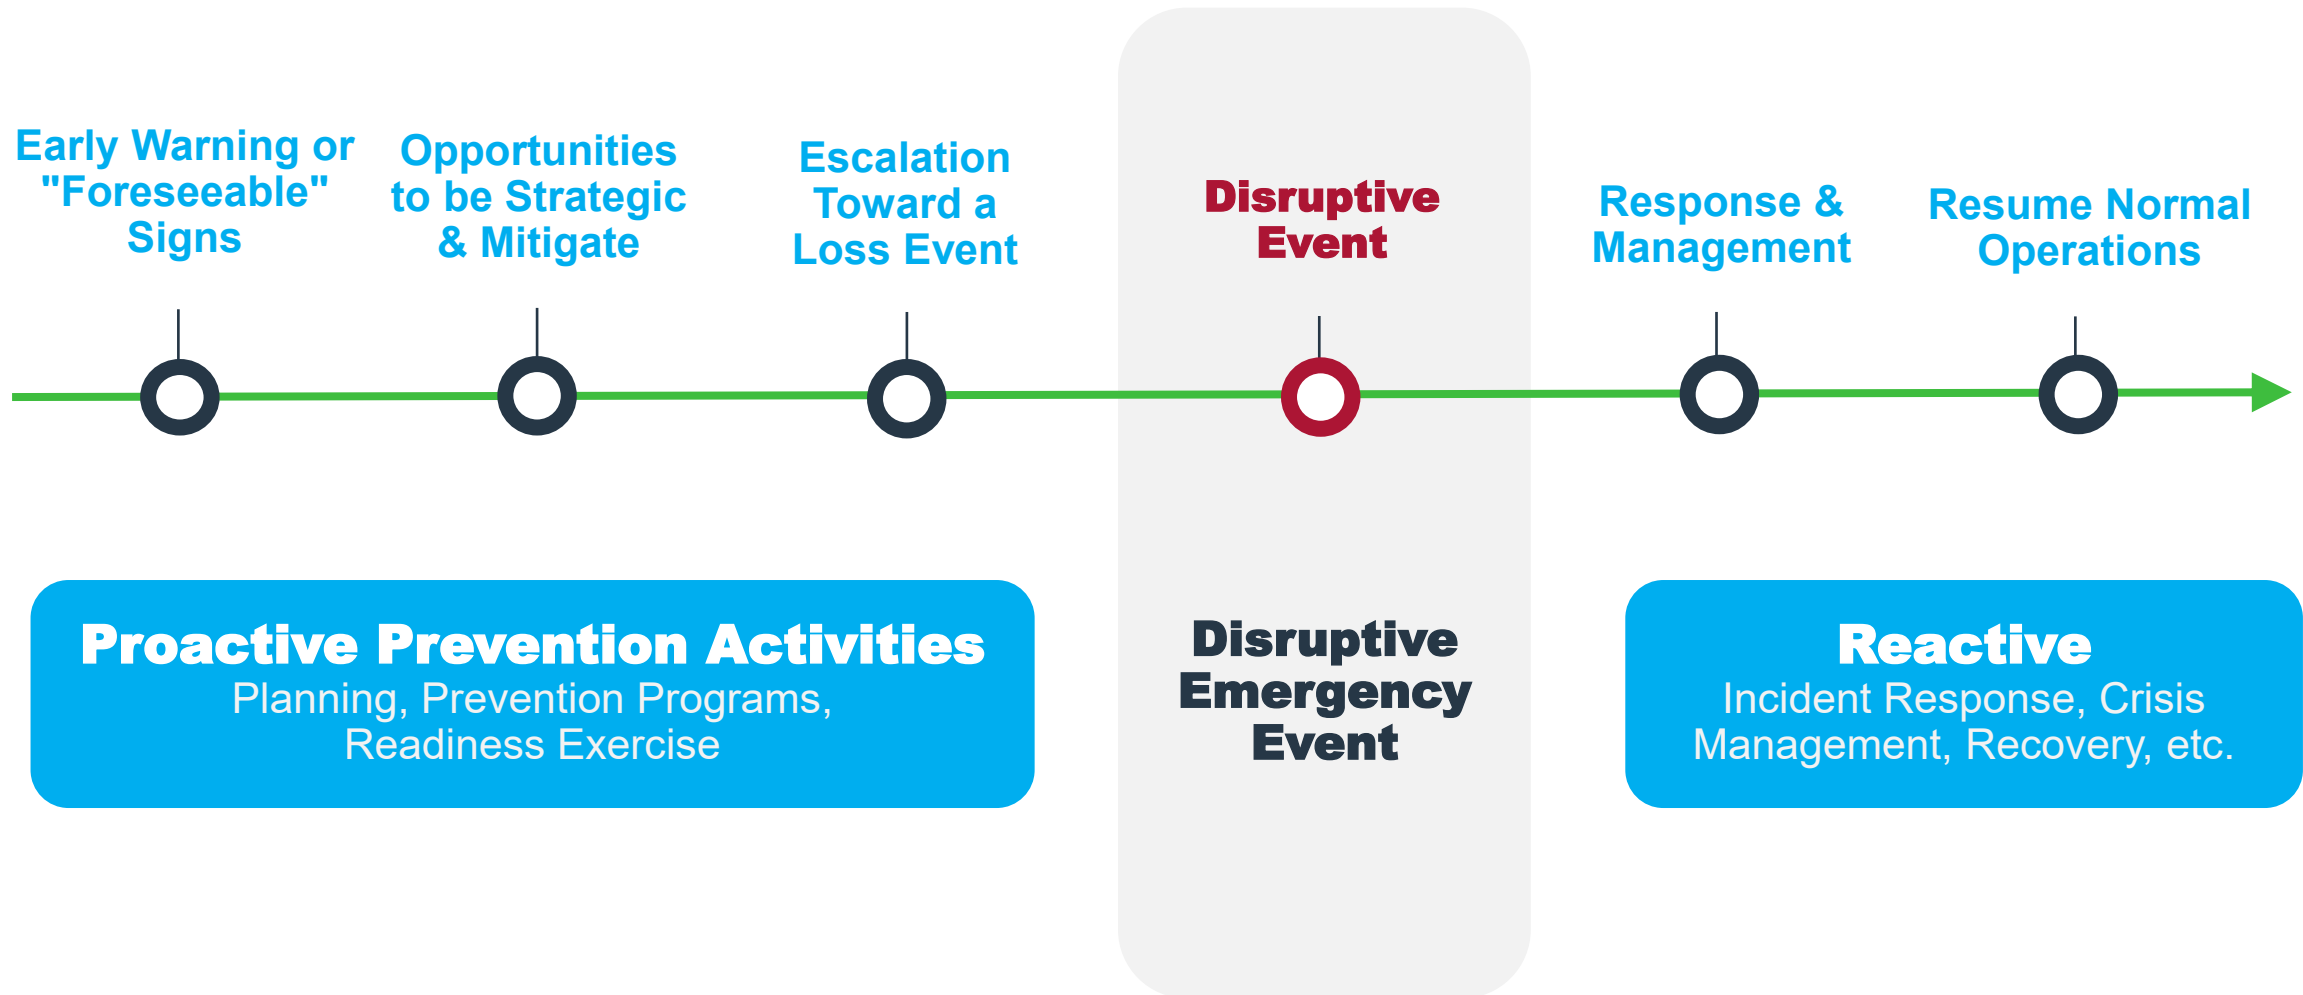 Early Warning or
"Foreseeable"
Signs
Opportunities
to be Strategic
& Mitigate
Escalation
Toward a
Loss Event
Disruptive
Event
Response &
Management
Resume Normal
Operations
Proactive Prevention Activities
Planning, Prevention Programs,
Readiness Exercise
Disruptive
Emergency
Event
Reactive
Incident Response, Crisis
Management, Recovery, etc.